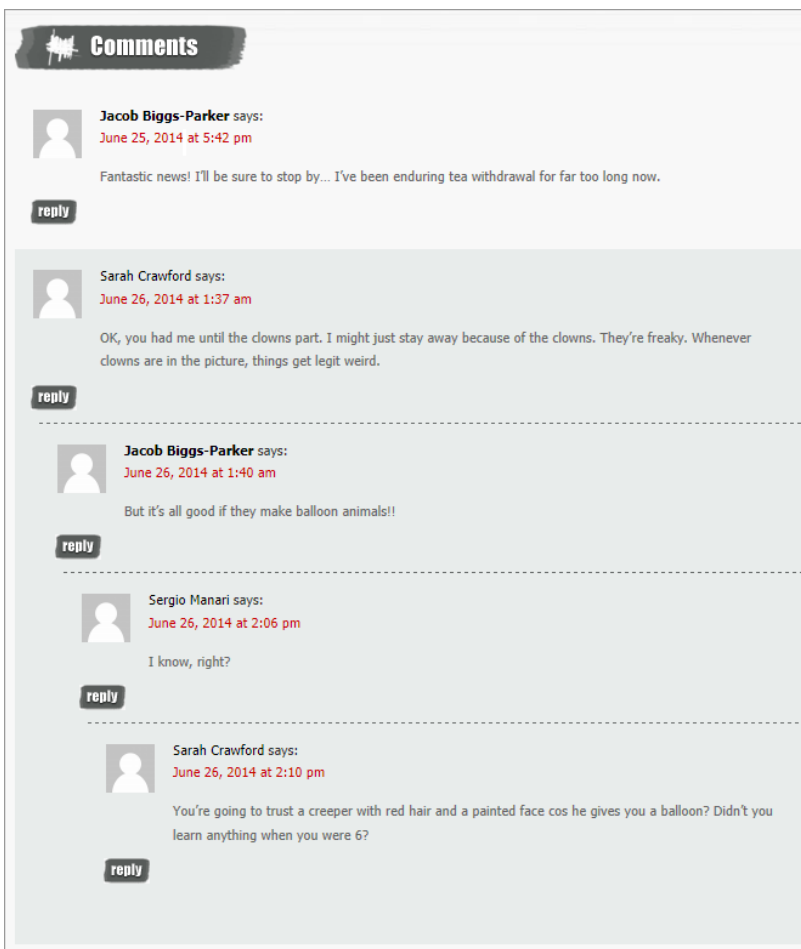 Comments
Jacob Biggs-Parker says:
June 25, 2014 at 5:42 pm
Fantastic news! I'll be sure to stop by... I've been enduring tea withdrawal for far too long now.
reply
Sarah Crawford says:
June 26, 2014 at 1:37 am
OK, you had me until the clowns part. I might just stay away because of the clowns. They're freaky. Whenever
clowns are in the picture, things get legit weird.
reply
Jacob Biggs-Parker says:
June 26, 2014 at 1:40 am
But it's all good if they make balloon animals!!
reply
Sergio Manari says:
June 26, 2014 at 2:06 pm
I know, right?
reply
Sarah Crawford says:
June 26, 2014 at 2:10 pm
You're going to trust a creeper with red hair and a painted face cos he gives you a balloon? Didn't you
learn anything when you were 6?
reply